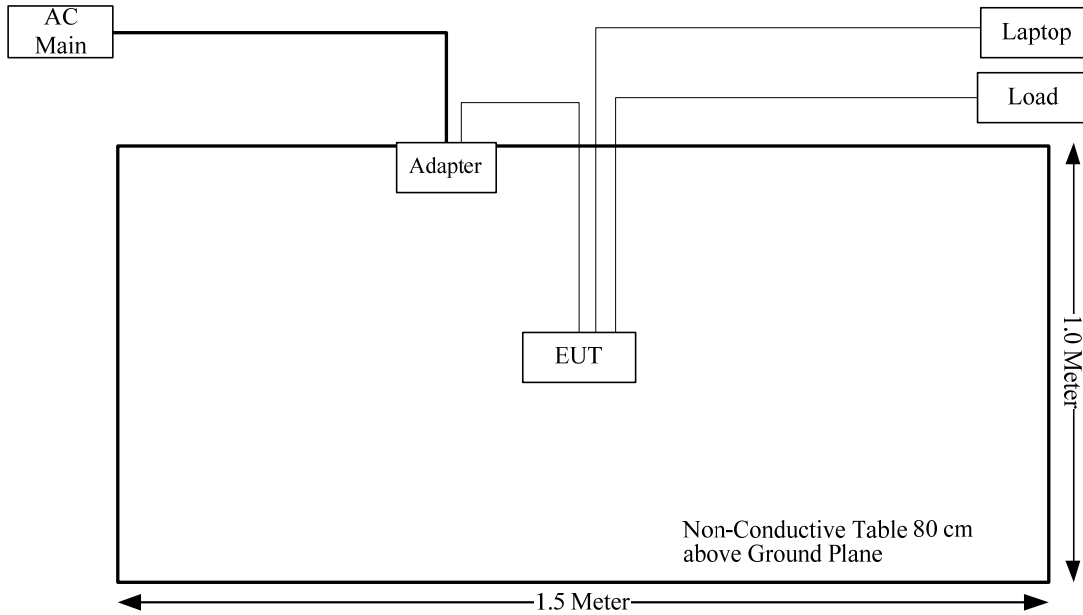 AC
Main
Laptop
Load
Adapter
EUT
1.0 Meter
Non-Conductive Table 80 cm
above Ground Plane
1.5 Meter